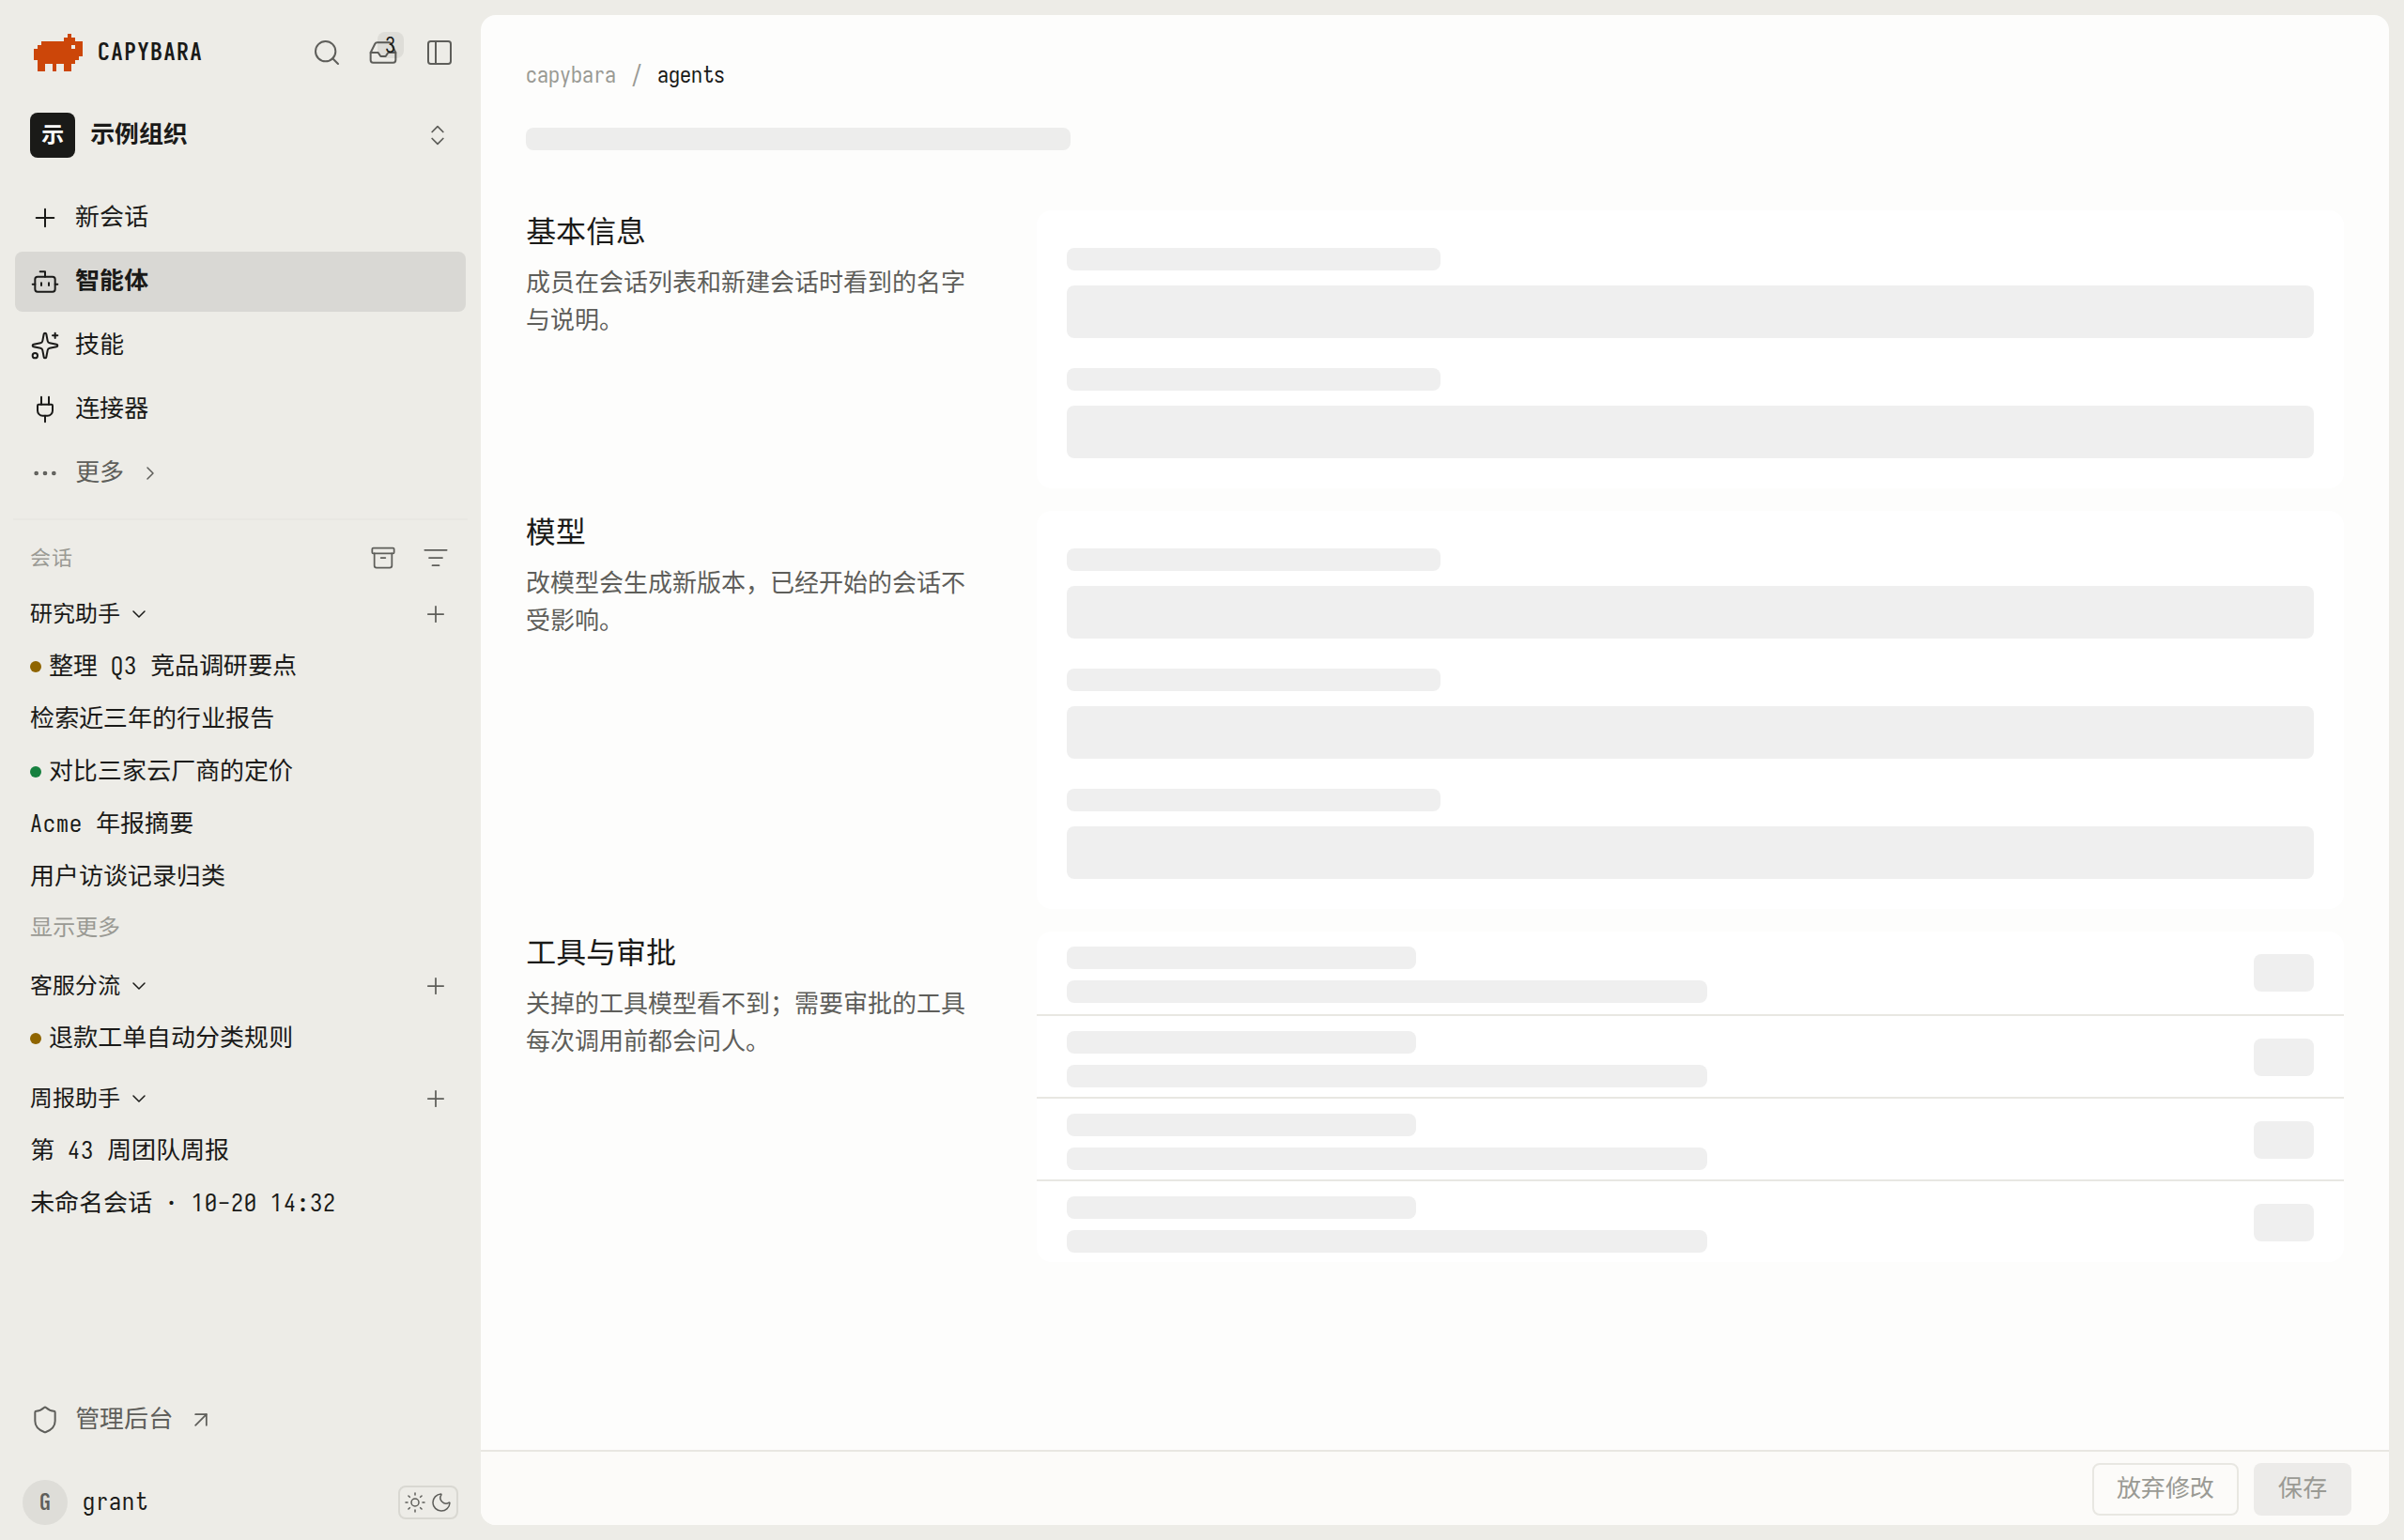 CAPYBARA
3
示 示例组织
新会话
智能体
技能
连接器
更多
会话
研究助手
整理 Q3 竞品调研要点
检索近三年的行业报告
对比三家云厂商的定价
Acme 年报摘要
用户访谈记录归类
显示更多
客服分流
退款工单自动分类规则
周报助手
第 43 周团队周报
未命名会话 · 10-20 14:32
管理后台
G grant
capybara / agents
基本信息
成员在会话列表和新建会话时看到的名字
与说明。
模型
改模型会生成新版本，已经开始的会话不
受影响。
工具与审批
关掉的工具模型看不到；需要审批的工具
每次调用前都会问人。
放弃修改 保存